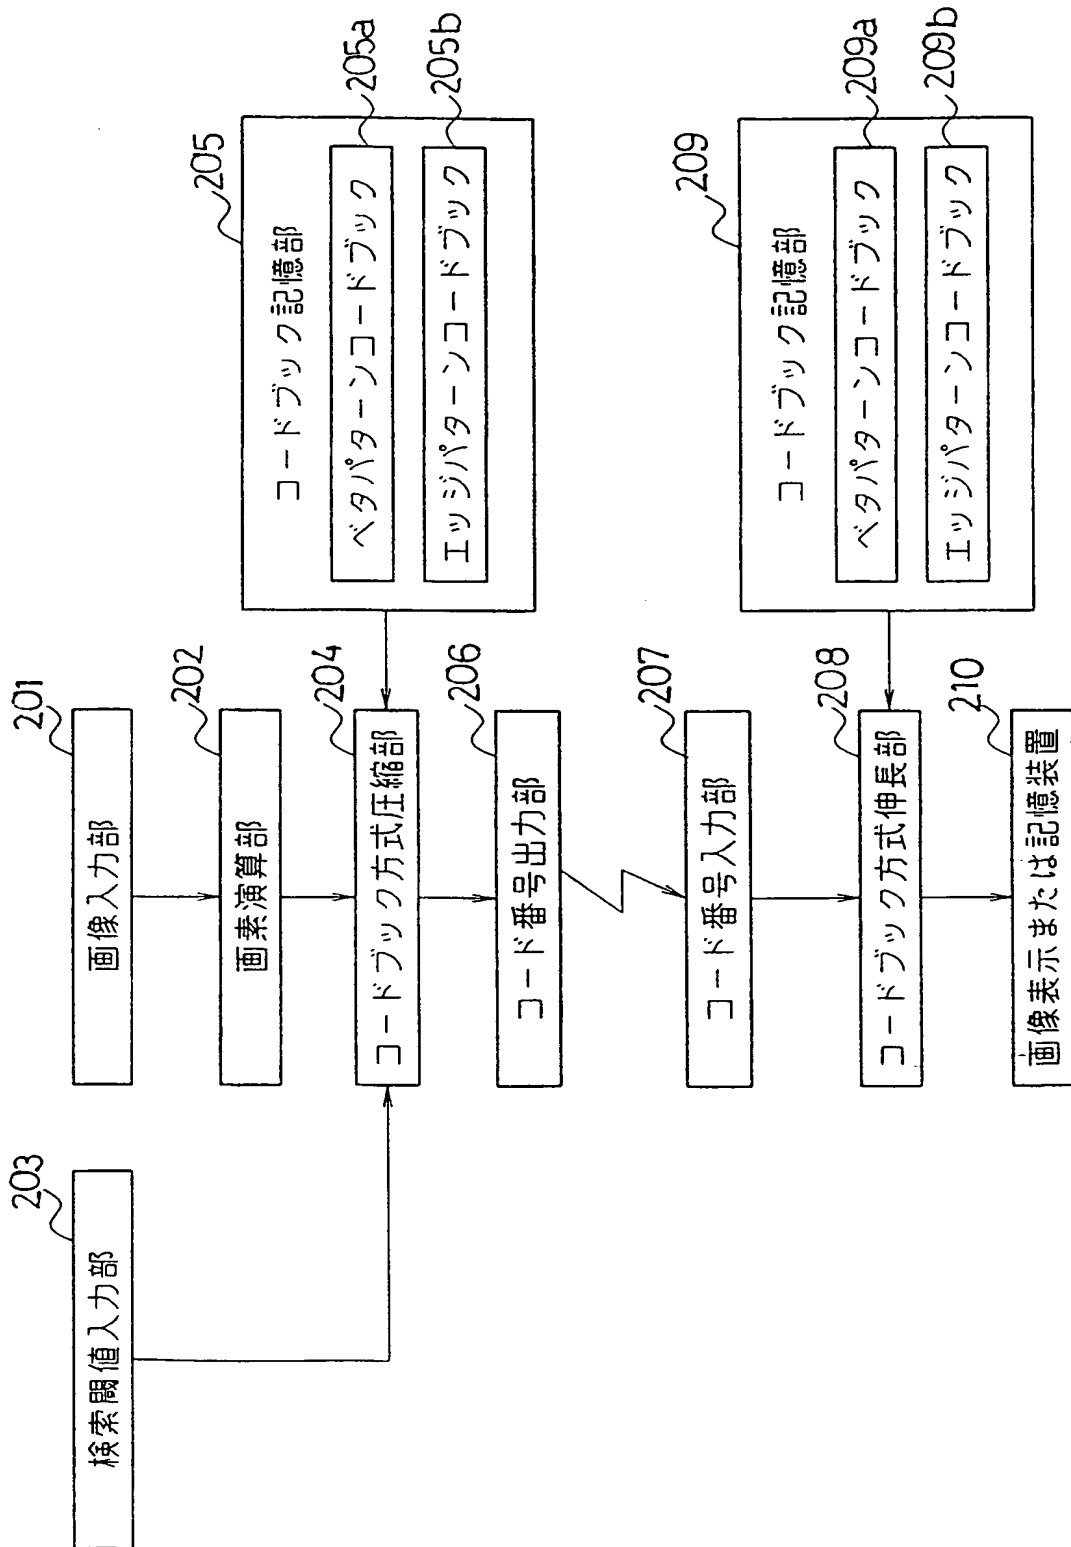 203
検索閾値入力部
201
画像入力部
202
画素演算部
204
コードブック方式圧縮部
206
コード番号出力部
205
コードブック記憶部
205a
ベタパターンコードブック
205b
エッジパターンコードブック
207
コード番号入力部
208
コードブック方式伸長部
210
画像表示または記憶装置
209
コードブック記憶部
209a
ベタパターンコードブック
209b
エッジパターンコードブック